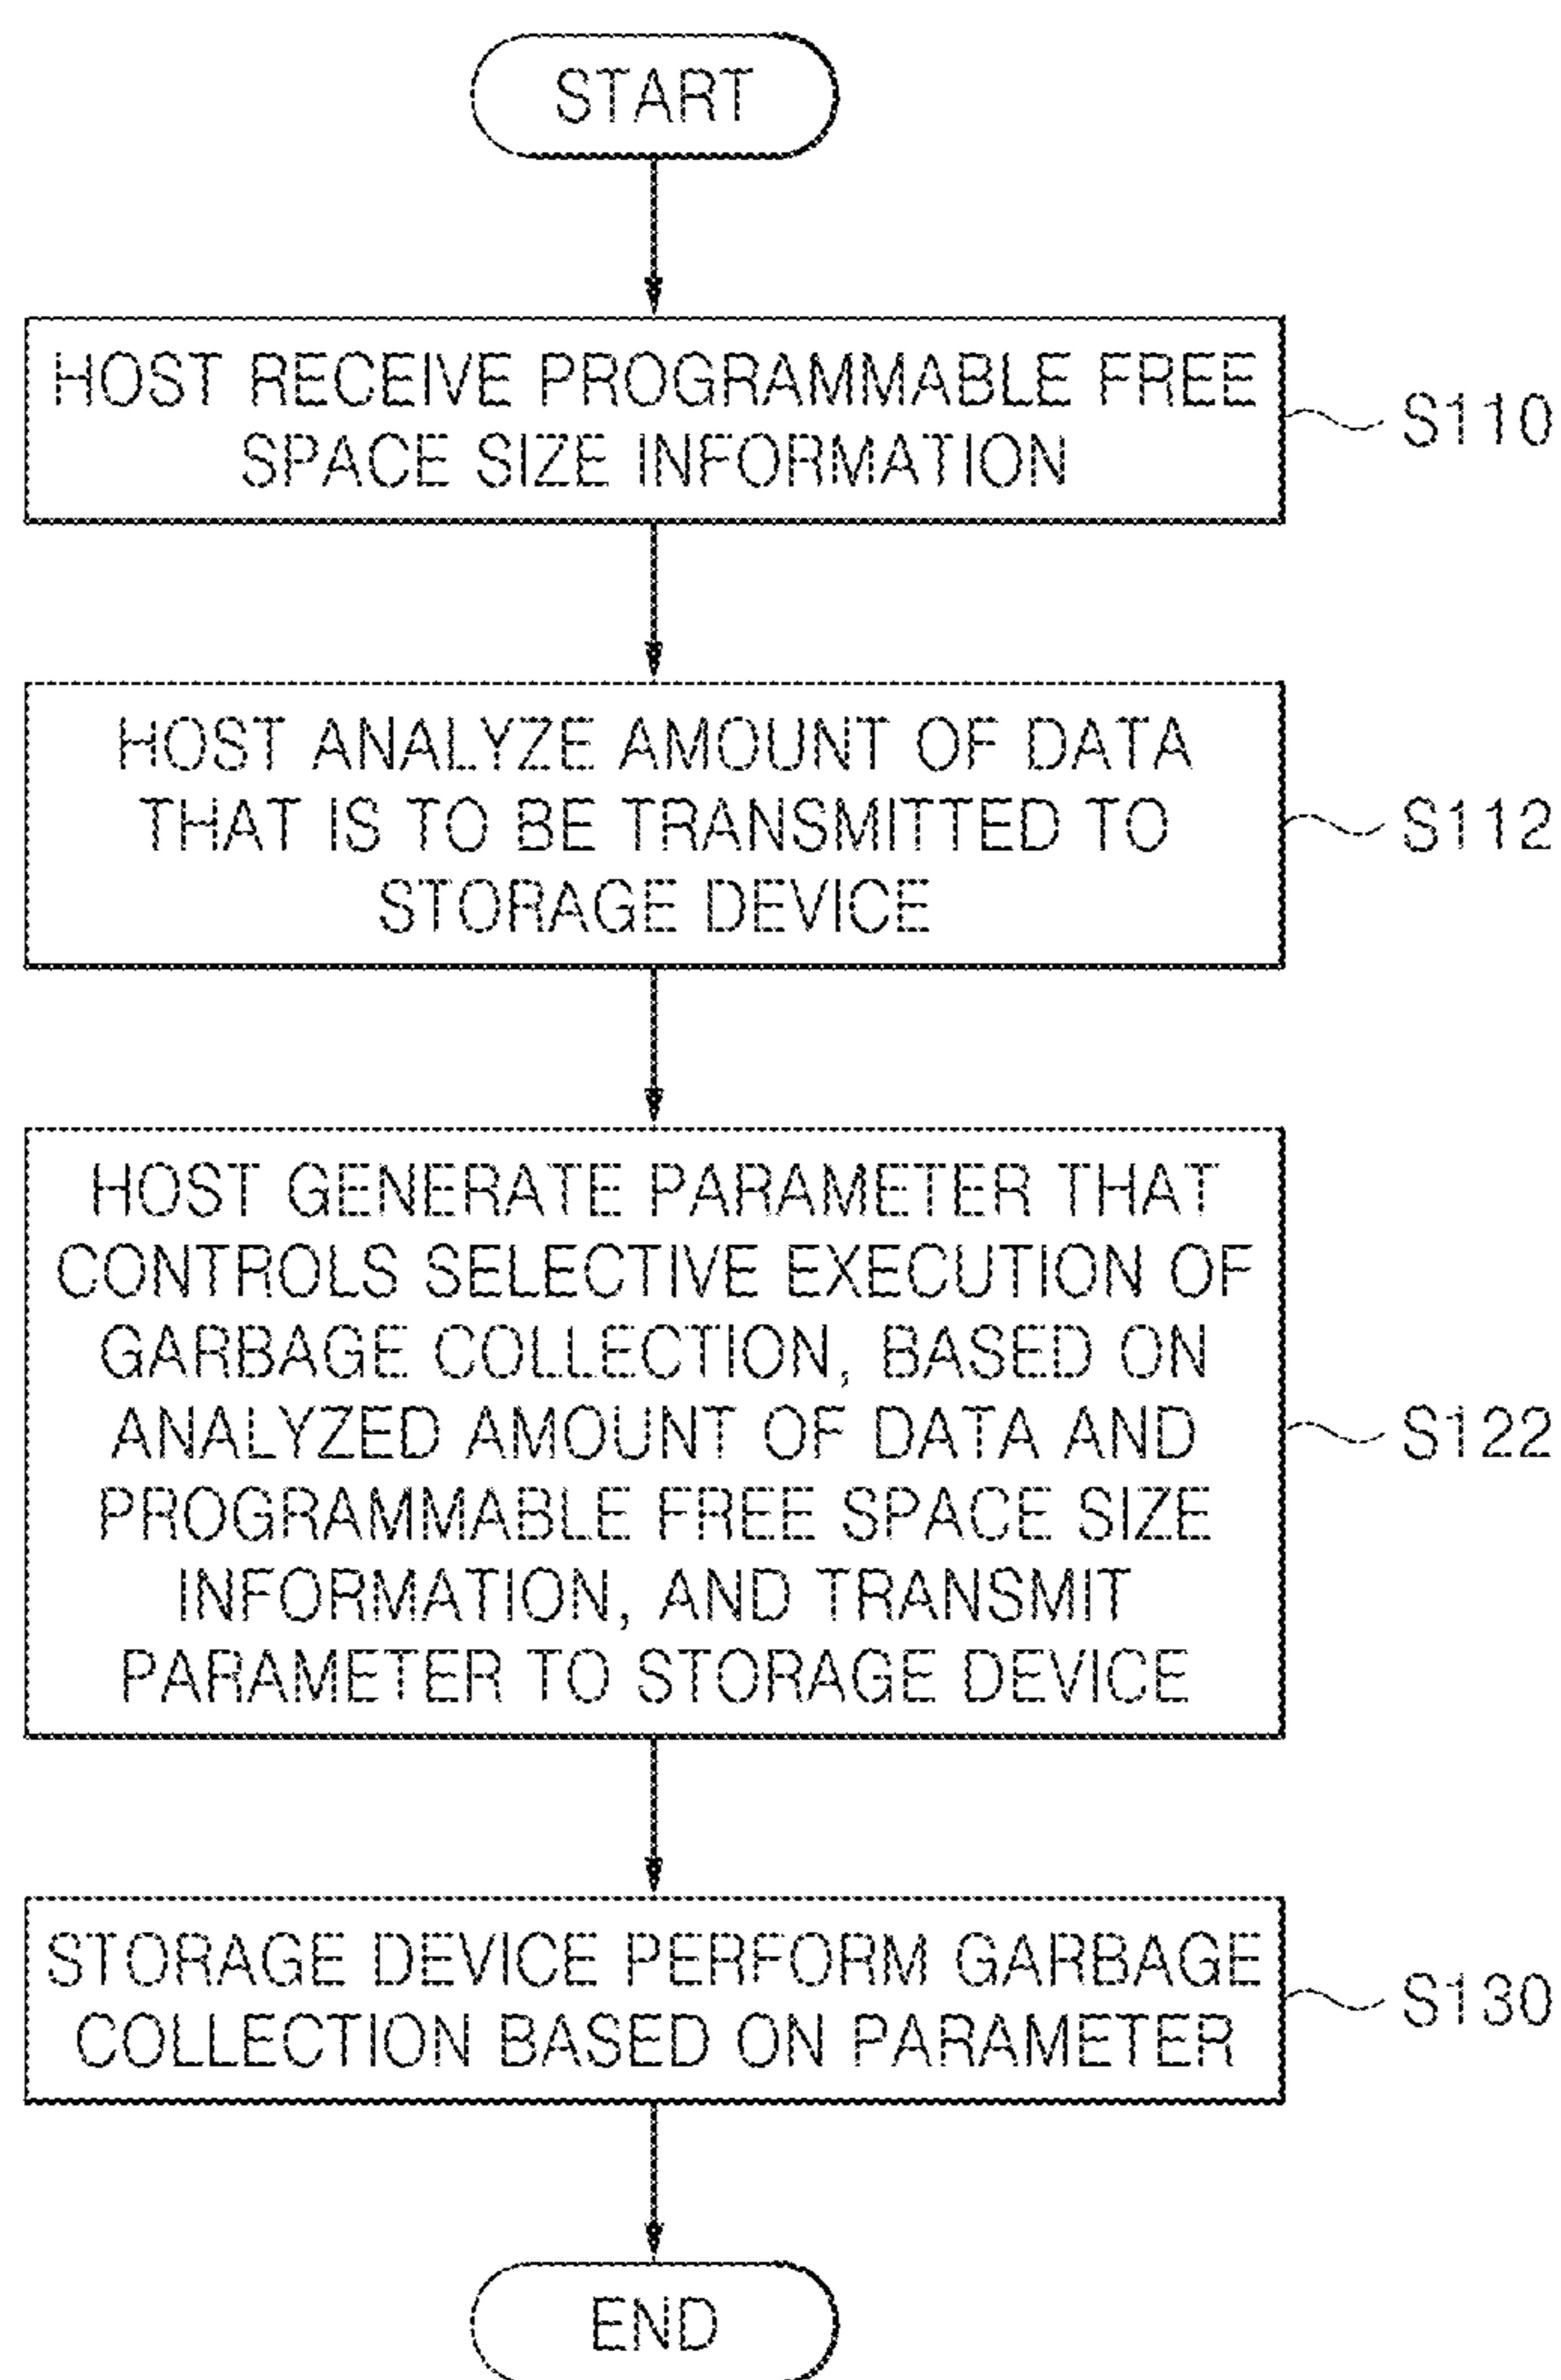 START
HOST RECEIVE PROGRAMMABLE FREE
SPACE SIZE INFORMATION
S110
HOST ANALYZE AMOUNT OF DATA
THAT IS TO BE TRANSMITTED TO
STORAGE DEVICE
S112
HOST GENERATE PARAMETER THAT
CONTROLS SELECTIVE EXECUTION OF
GARBAGE COLLECTION, BASED ON
ANALYZED AMOUNT OF DATA AND
PROGRAMMABLE FREE SPACE SIZE
INFORMATION, AND TRANSMIT
PARAMETER TO STORAGE DEVICE
S122
STORAGE DEVICE PERFORM GARBAGE
COLLECTION BASED ON PARAMETER
S130
END